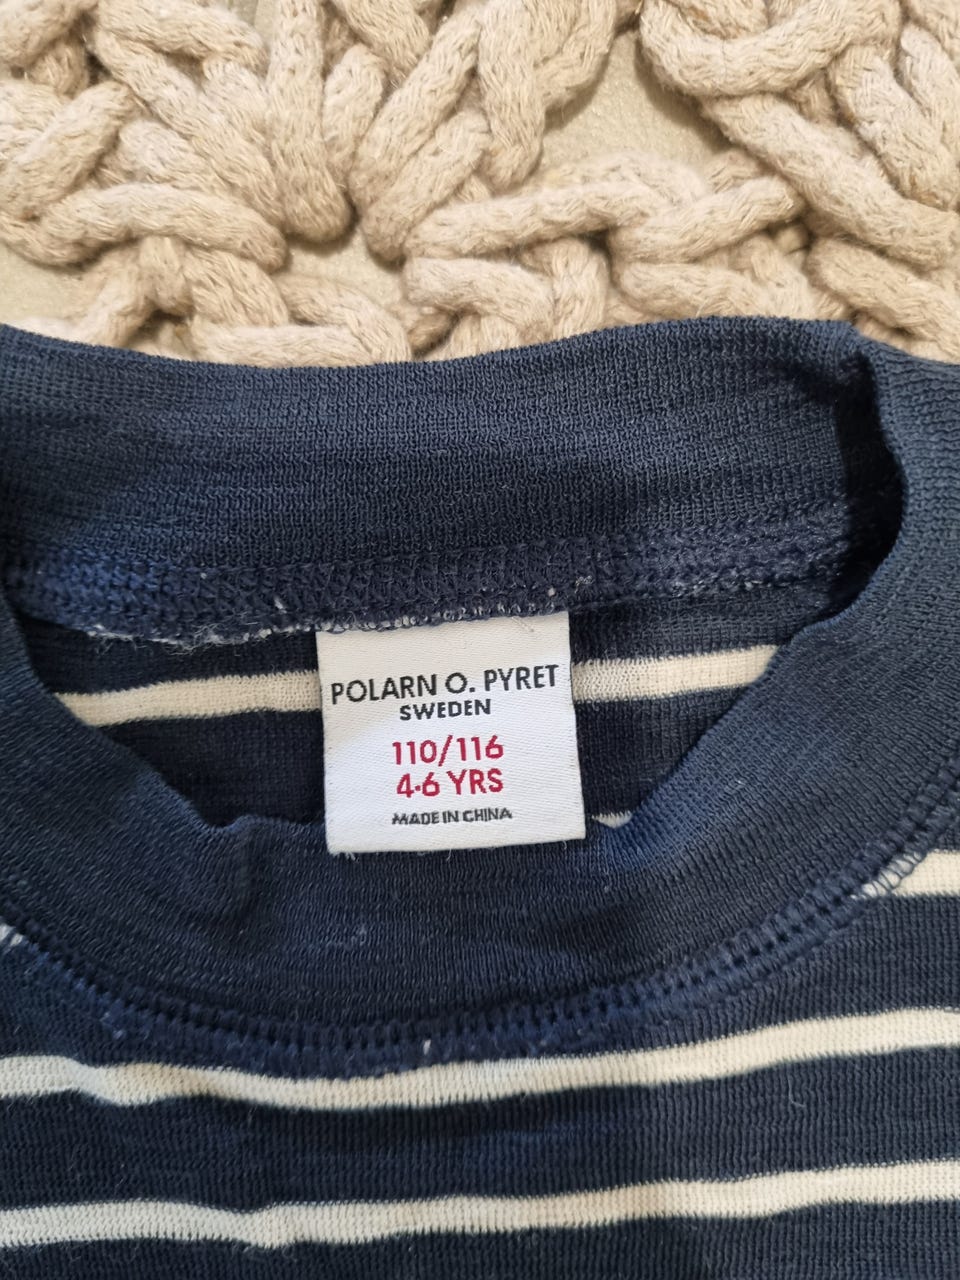 POLARN O. PYRET
SWEDEN
110/116
4-6 YRS
MADE IN CHINA